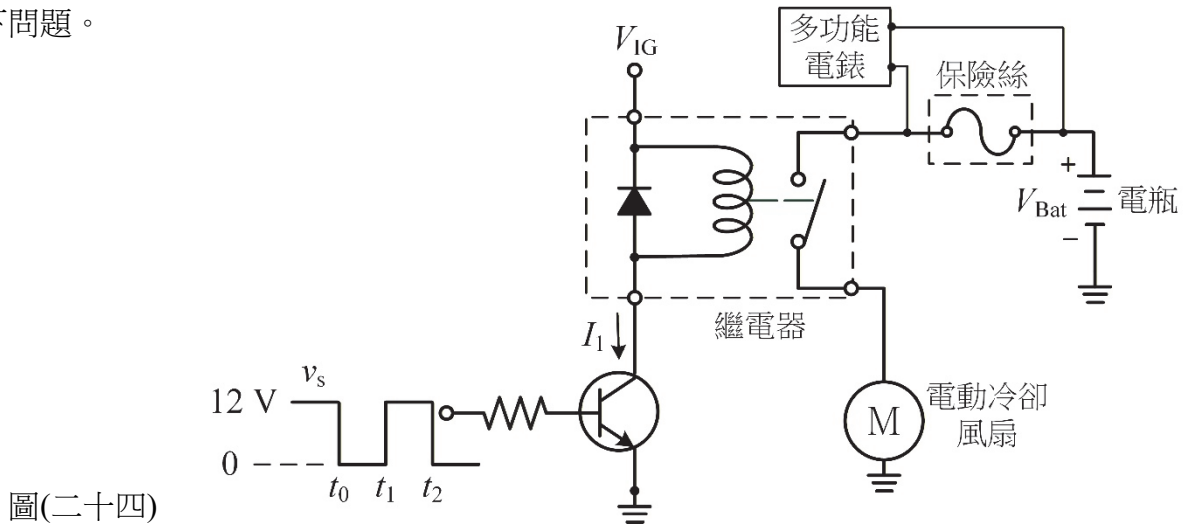 下問題。
V_IG
多功能
電錶
保險絲
+
V_Bat 電瓶
−
繼電器
I_1
v_s
12 V
0
t_0 t_1 t_2
M
電動冷卻
風扇
圖(二十四)